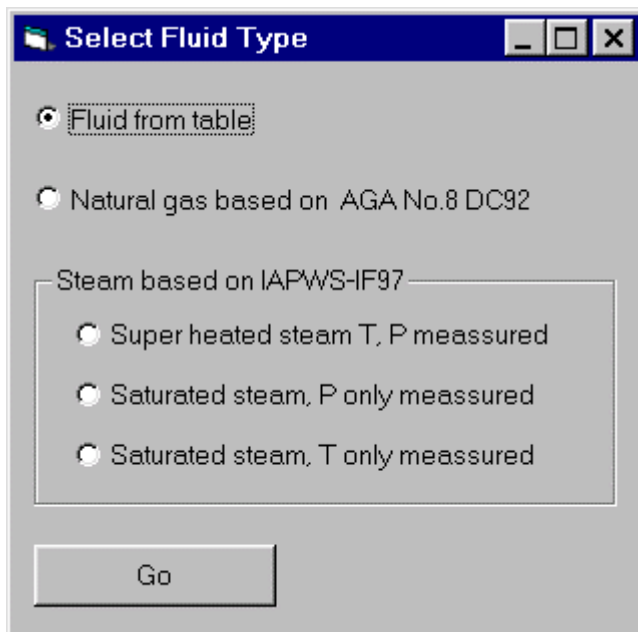 Select Fluid Type
Fluid from table
Natural gas based on AGA No.8 DC92
Steam based on IAPWS-IF97
Super heated steam T, P meassured
Saturated steam, P only meassured
Saturated steam, T only meassured
Go